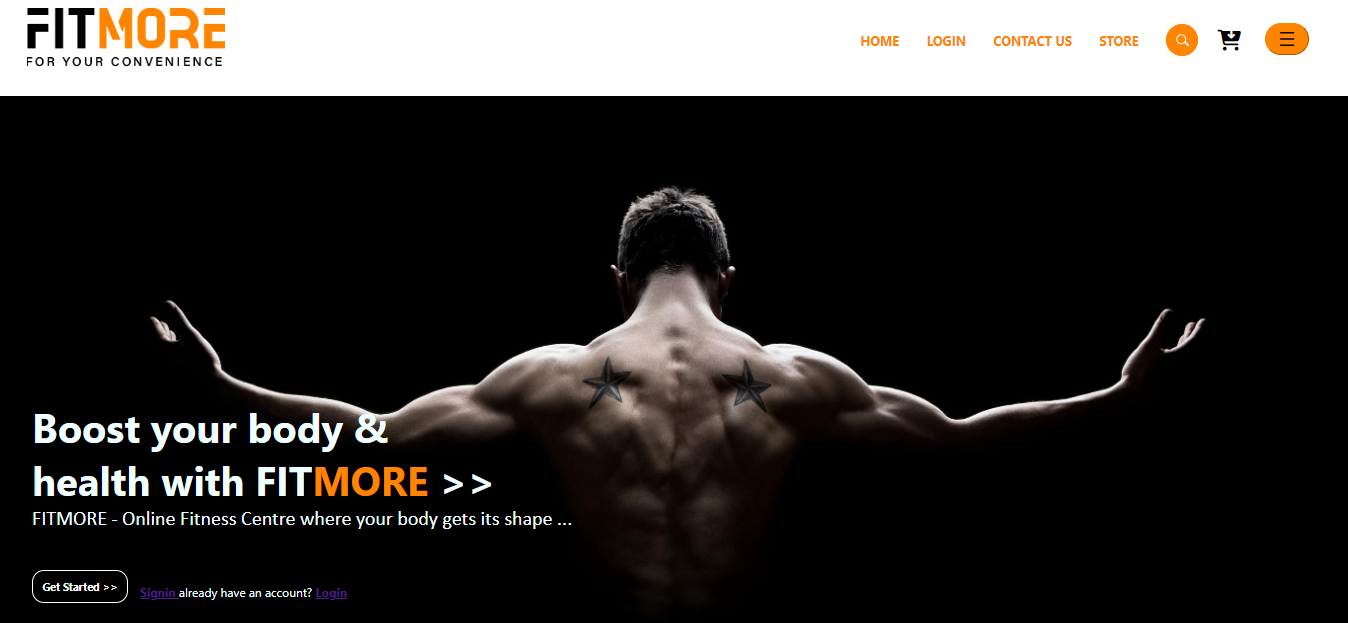 FITMORE
FOR YOUR CONVENIENCE
HOME LOGIN CONTACT US STORE
Boost your body &
health with FITMORE >>
FITMORE - Online Fitness Centre where your body gets its shape ...
Get Started >> Signin already have an account? Login